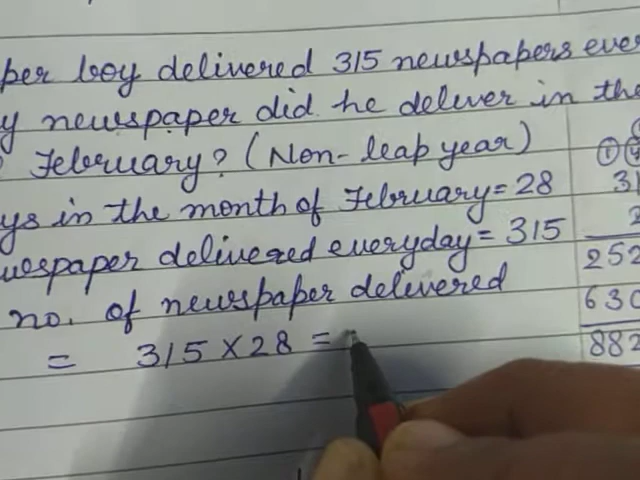 per boy delivered 315 newspapers ever
y newspaper did he deliver in the
February? (Non-leap year)
ys in the month of February = 28
wspaper delivered everyday = 315
no. of newspaper delivered
= 315 × 28 =
31
2
252
630
882